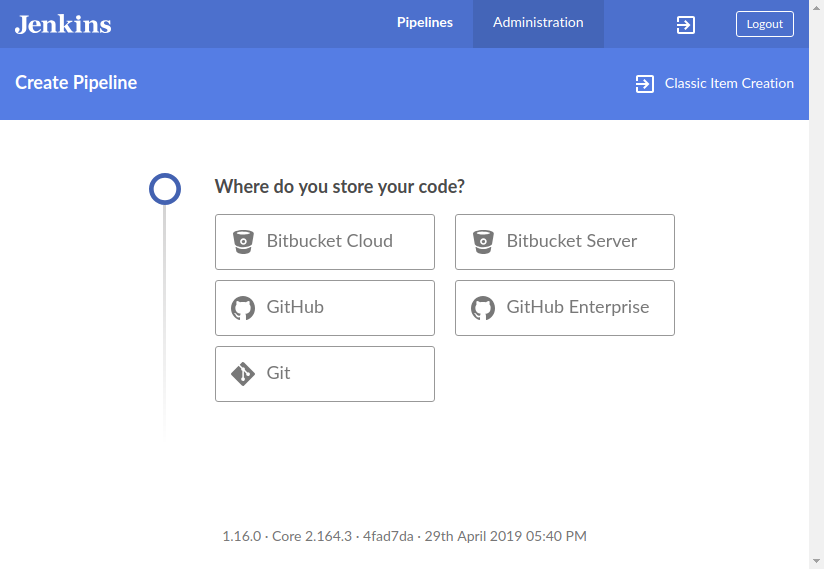 Jenkins
Pipelines
Administration
Logout
Create Pipeline
Classic Item Creation
Where do you store your code?
Bitbucket Cloud
Bitbucket Server
GitHub
GitHub Enterprise
Git
1.16.0 · Core 2.164.3 · 4fad7da · 29th April 2019 05:40 PM